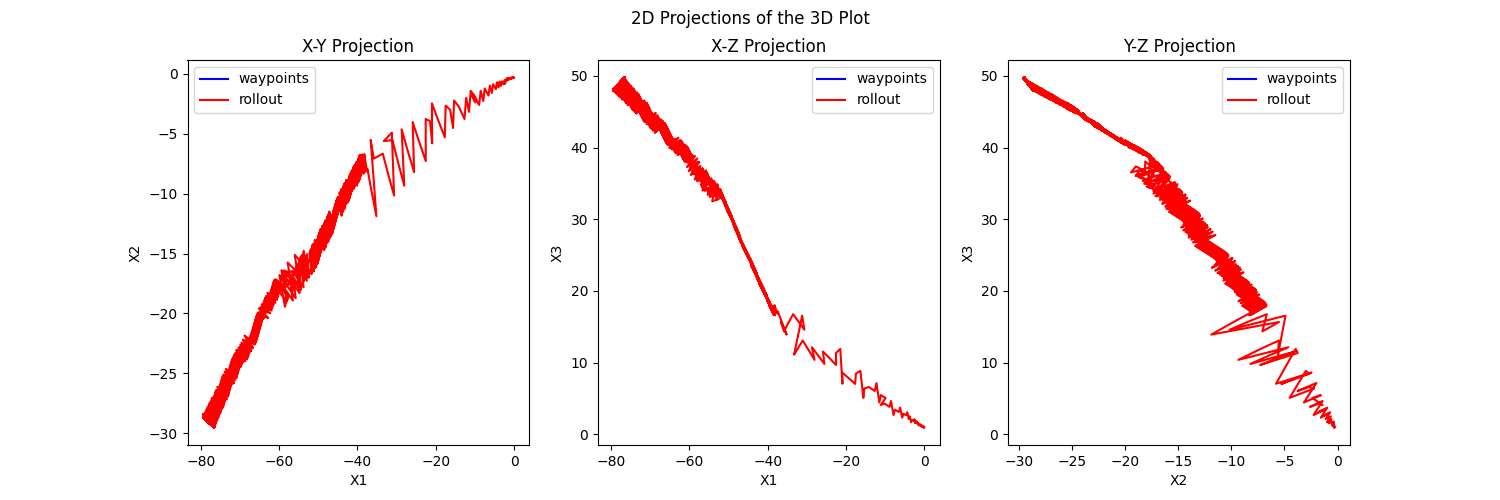 2D Projections of the 3D Plot
X-Y Projection
waypoints
rollout
0
−5
−10
−15
−20
−25
−30
X2
−80
−60
−40
−20
0
X1
X-Z Projection
waypoints
rollout
50
40
30
20
10
0
X3
−80
−60
−40
−20
0
X1
Y-Z Projection
waypoints
rollout
50
40
30
20
10
0
X3
−30
−25
−20
−15
−10
−5
0
X2